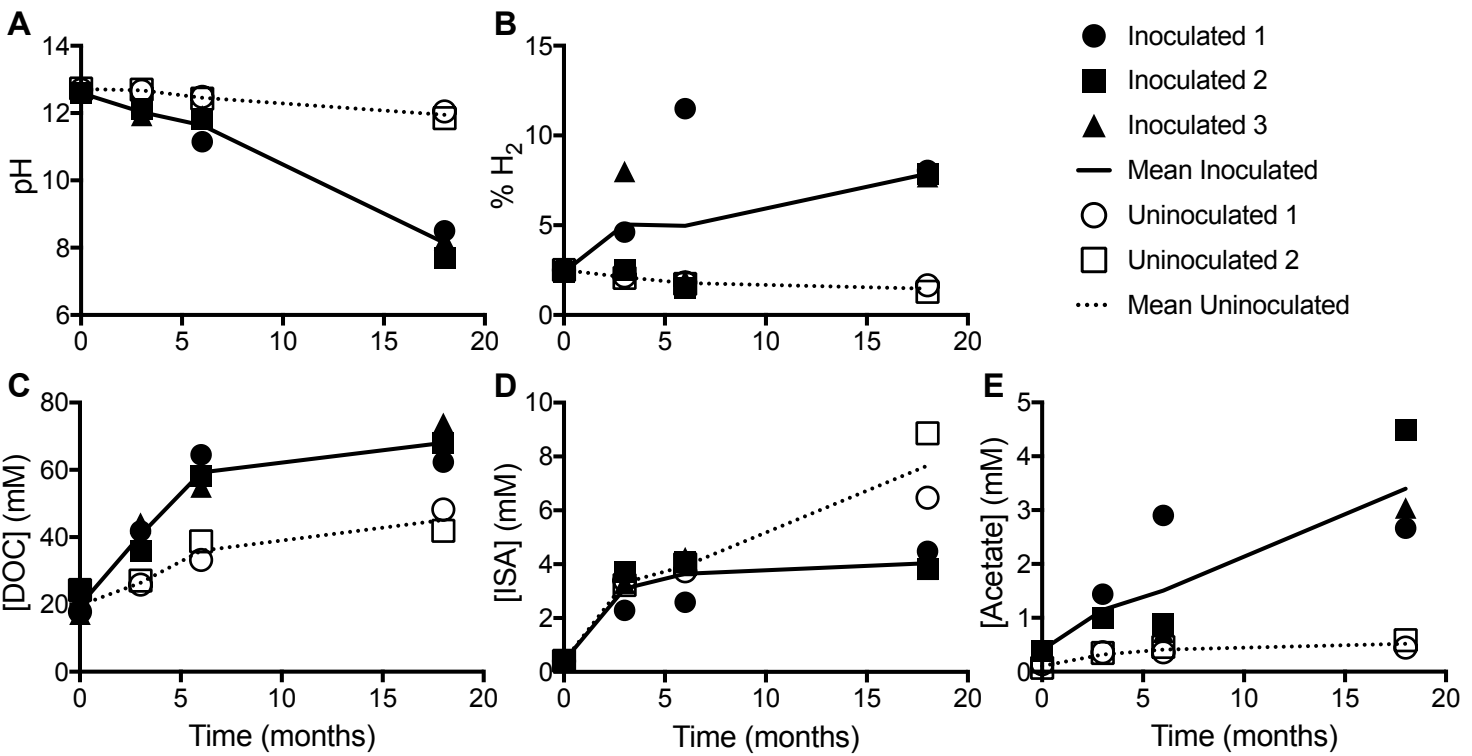 A
pH
14
12
10
8
6
0 5 10 15 20
B
% H2
15
10
5
0
0 5 10 15 20
Inoculated 1
Inoculated 2
Inoculated 3
Mean Inoculated
Uninoculated 1
Uninoculated 2
Mean Uninoculated
C
[DOC] (mM)
80
60
40
20
0
0 5 10 15 20
Time (months)
D
[ISA] (mM)
10
8
6
4
2
0
0 5 10 15 20
Time (months)
E
[Acetate] (mM)
5
4
3
2
1
0
0 5 10 15 20
Time (months)